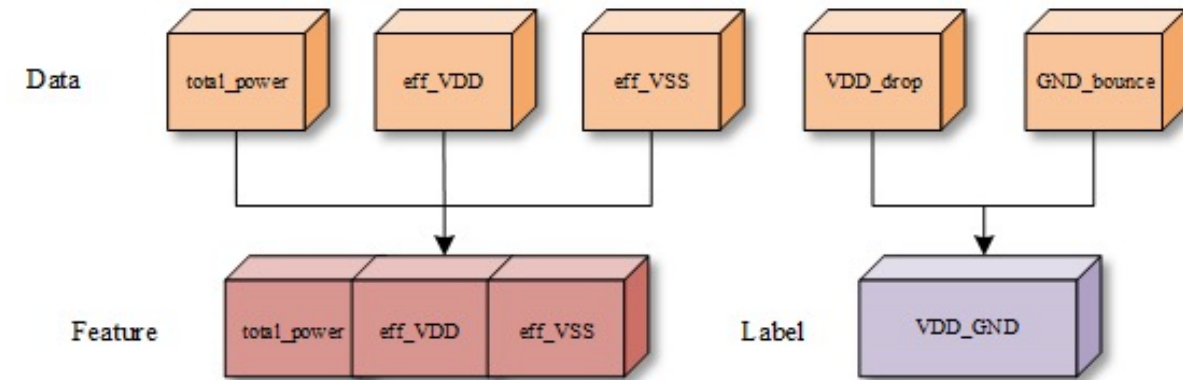 Data
total_power
eff_VDD
eff_VSS
VDD_drop
GND_bounce
Feature
total_power
eff_VDD
eff_VSS
Label
VDD_GND